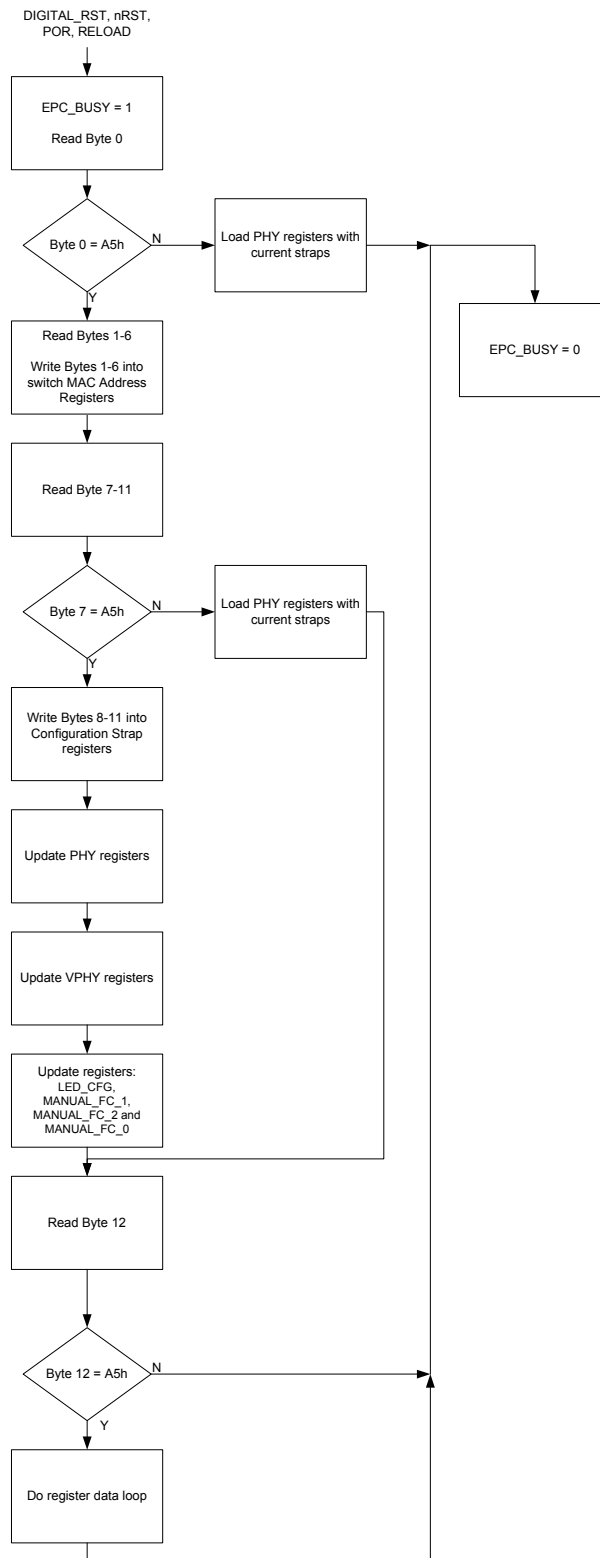 DIGITAL_RST, nRST,
POR, RELOAD
EPC_BUSY = 1
Read Byte 0
Byte 0 = A5h
N
Load PHY registers with
current straps
Y
EPC_BUSY = 0
Read Bytes 1-6
Write Bytes 1-6 into
switch MAC Address
Registers
Read Byte 7-11
Byte 7 = A5h
N
Load PHY registers with
current straps
Y
Write Bytes 8-11 into
Configuration Strap
registers
Update PHY registers
Update VPHY registers
Update registers:
LED_CFG,
MANUAL_FC_1,
MANUAL_FC_2 and
MANUAL_FC_0
Read Byte 12
Byte 12 = A5h
N
Y
Do register data loop